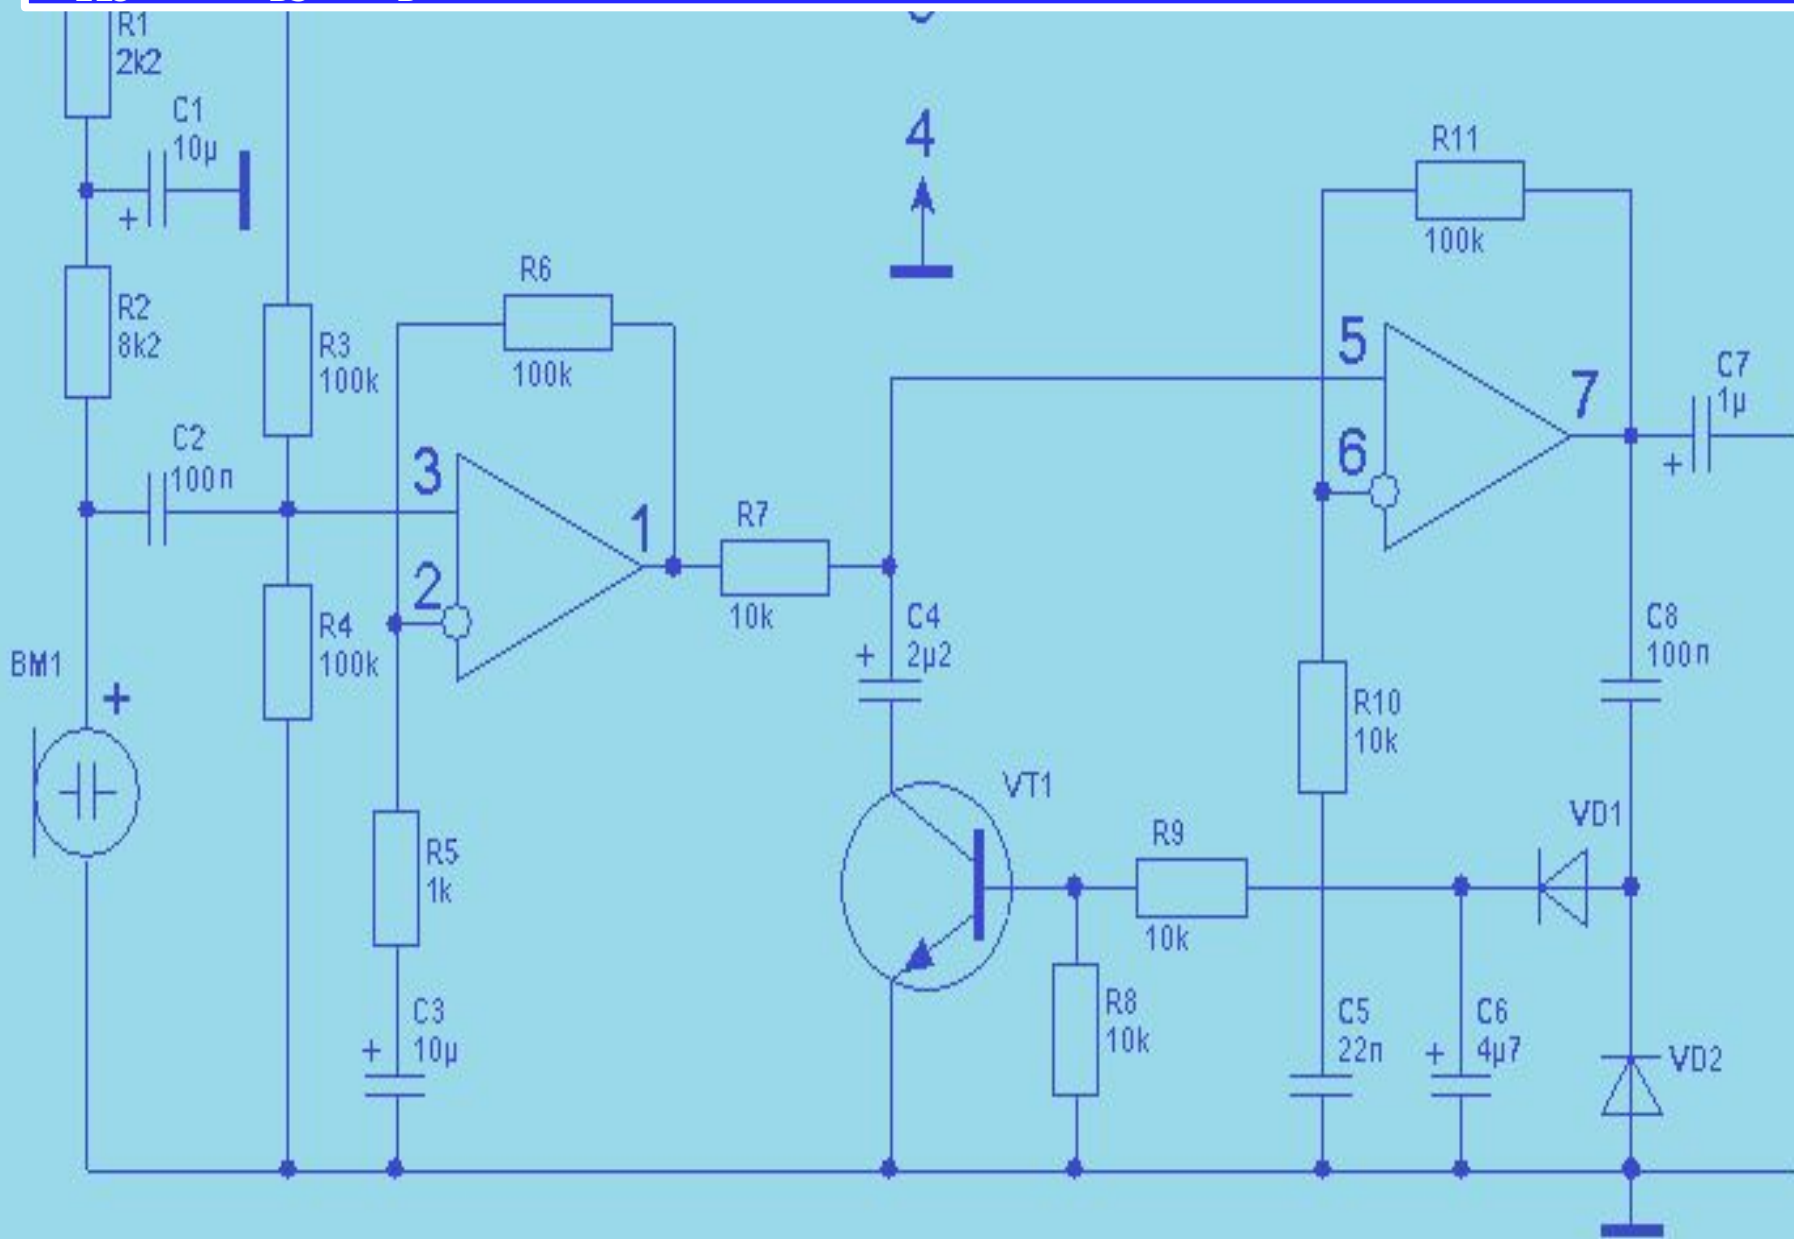 R1
2k2
C1
10µ
+
4
R11
100k
R2
8k2
R6
100k
R3
100k
5
7
C7
1µ
+
6
C2
100n
3
1
R7
10k
2
R4
100k
C4
2µ2
+
C8
100n
BM1
+
R10
10k
VT1
VD1
R9
10k
R5
1k
R8
10k
C3
10µ
+
C5
22n
C6
4µ7
+
VD2